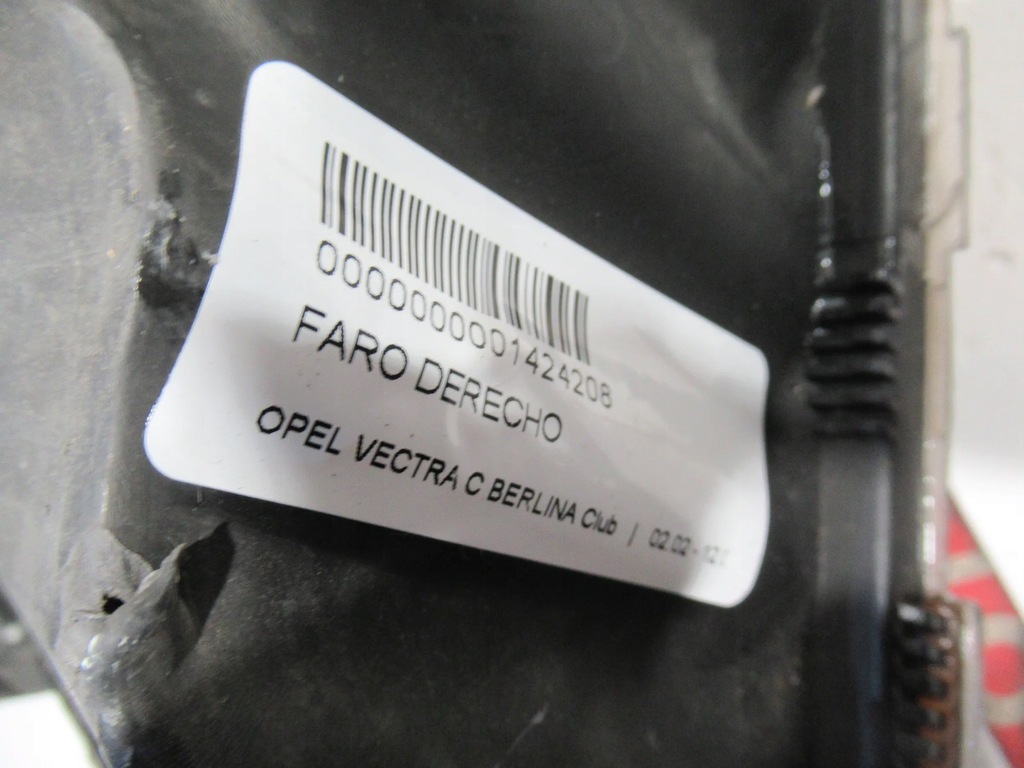 0000000001424208
FARO DERECHO
OPEL VECTRA C BERLINA Club | 02.02 -